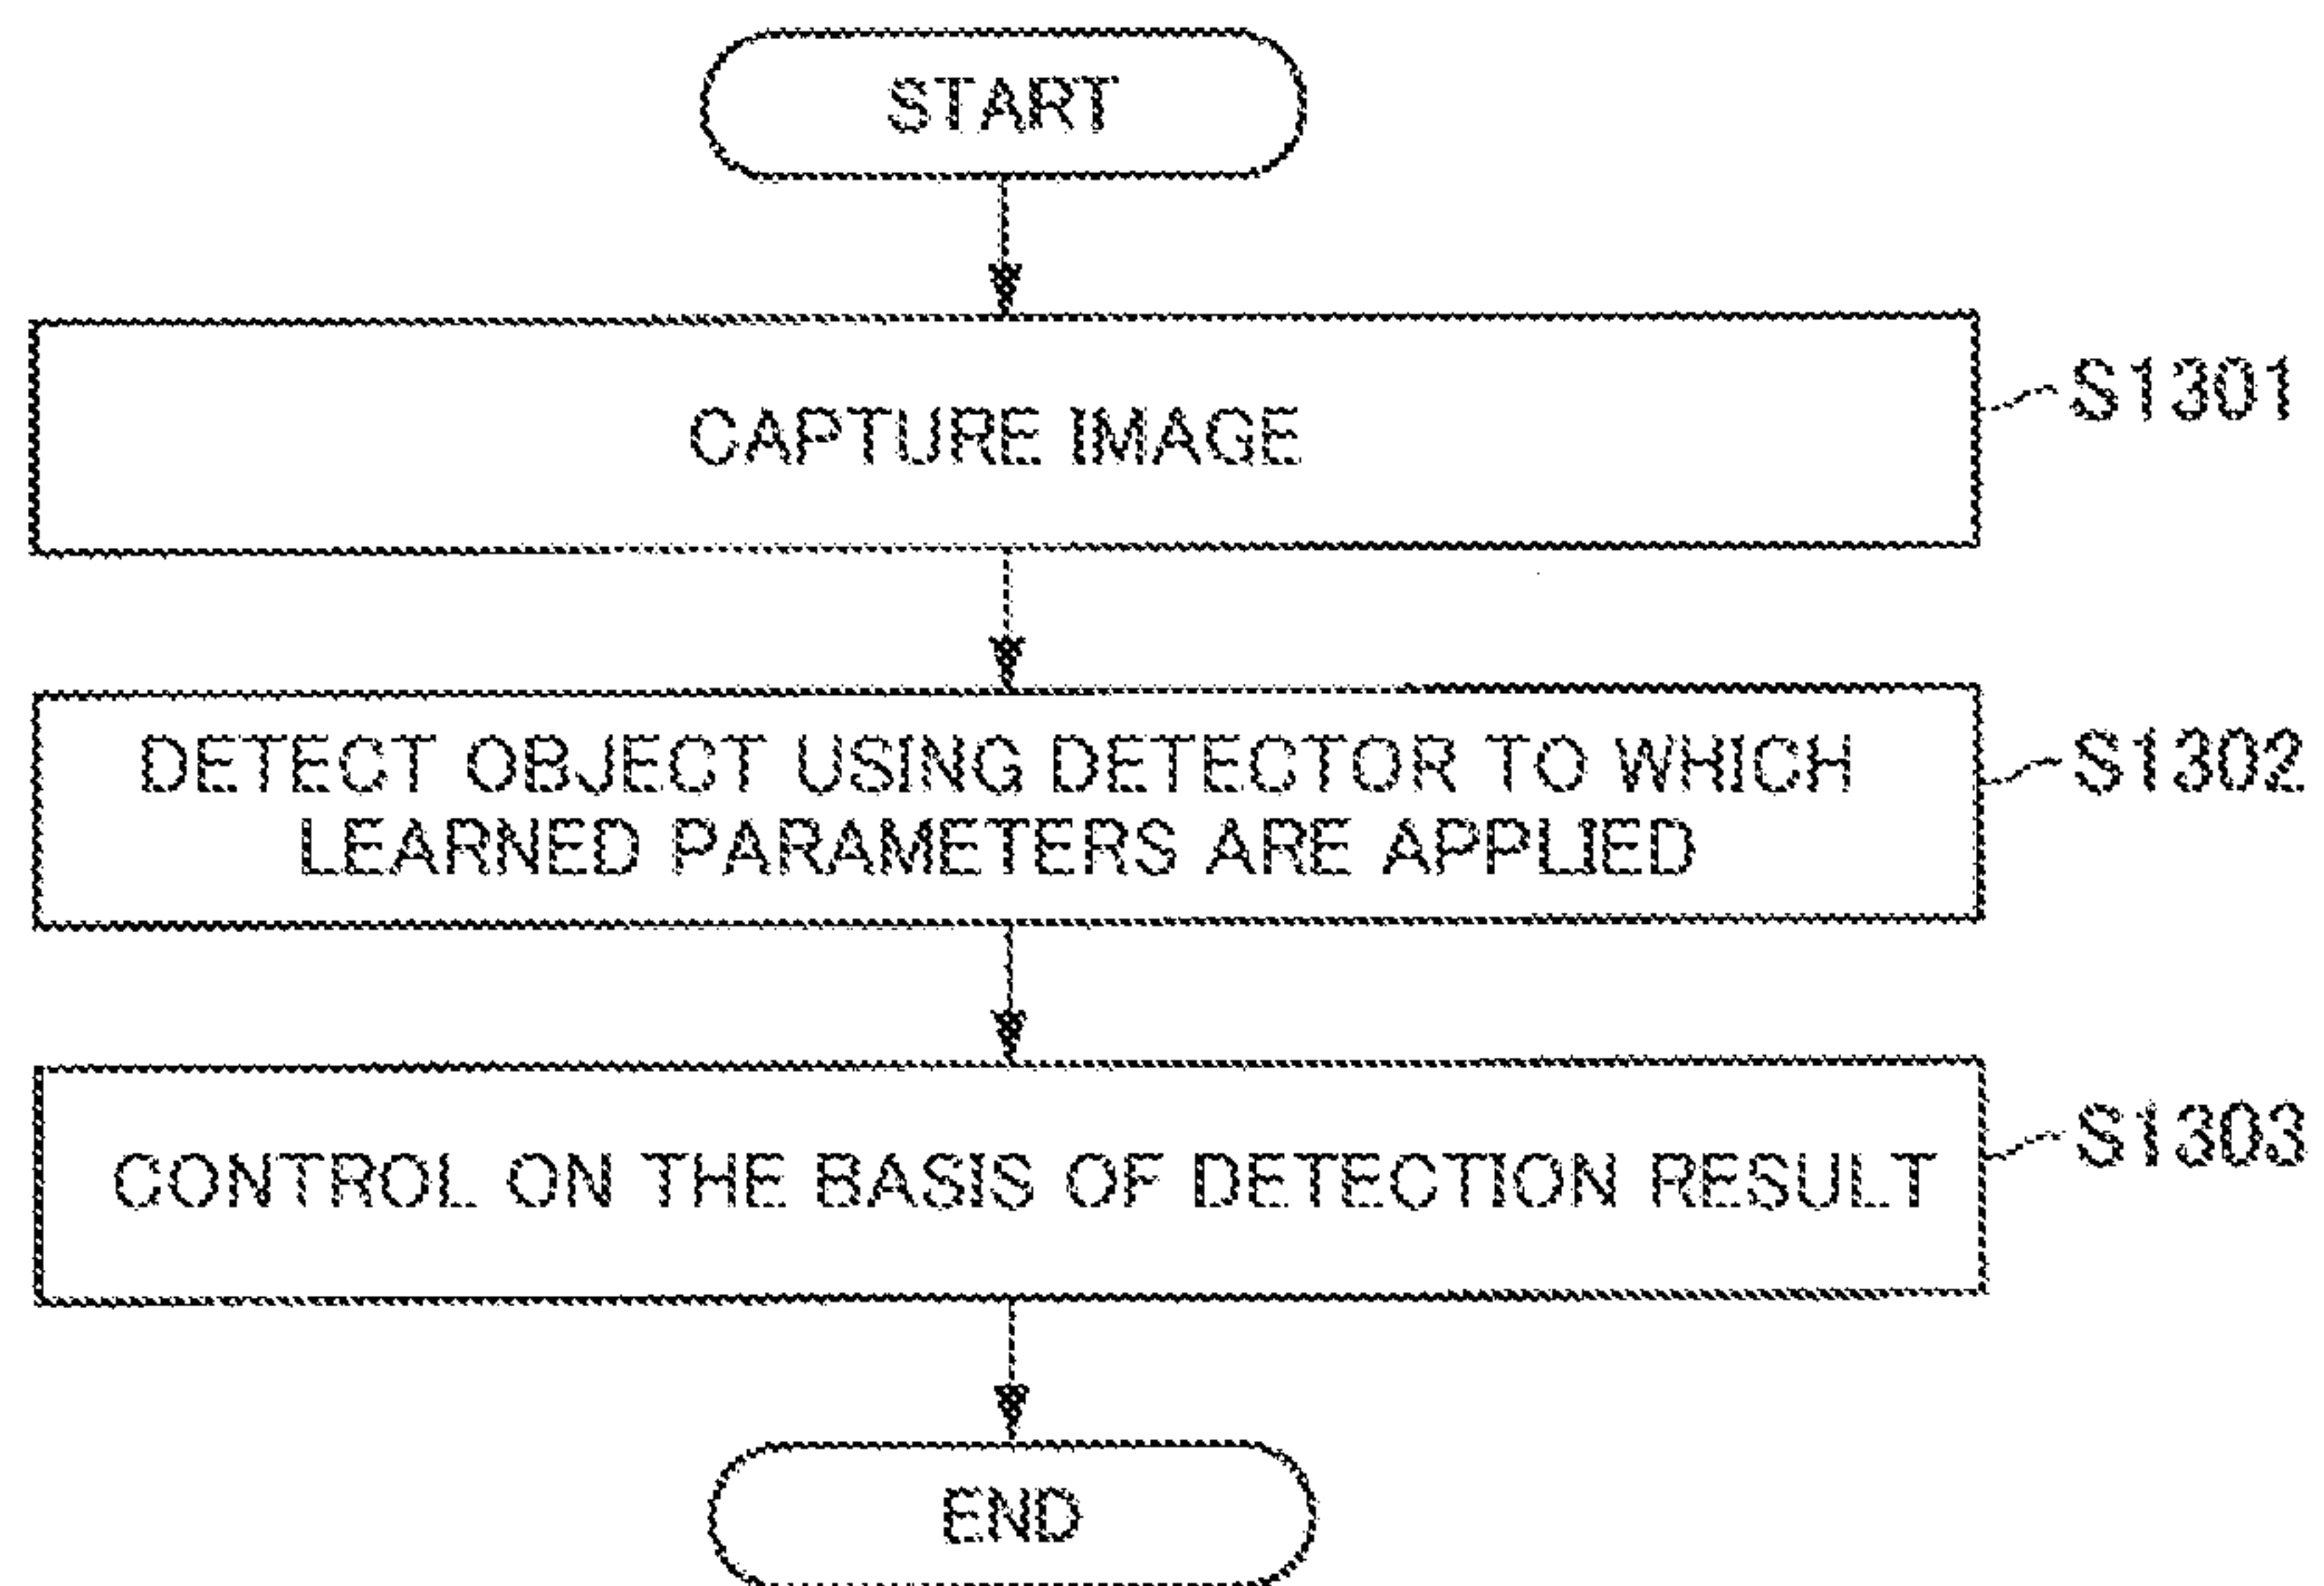 START
CAPTURE IMAGE
S1301
DETECT OBJECT USING DETECTOR TO WHICH
LEARNED PARAMETERS ARE APPLIED
S1302
CONTROL ON THE BASIS OF DETECTION RESULT
S1303
END